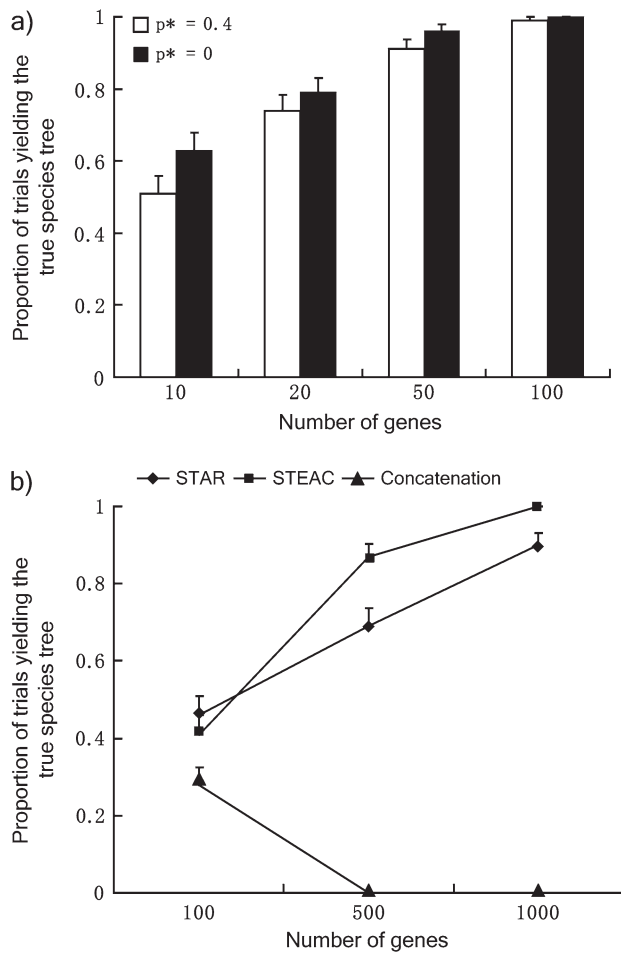 a)
1
0.8
0.6
0.4
0.2
0
p* = 0.4
p* = 0
Proportion of trials yielding the
true species tree
10 20 50 100
Number of genes
b)
STAR STEAC Concatenation
1
0.8
0.6
0.4
0.2
0
Proportion of trials yielding the
true species tree
100 500 1000
Number of genes